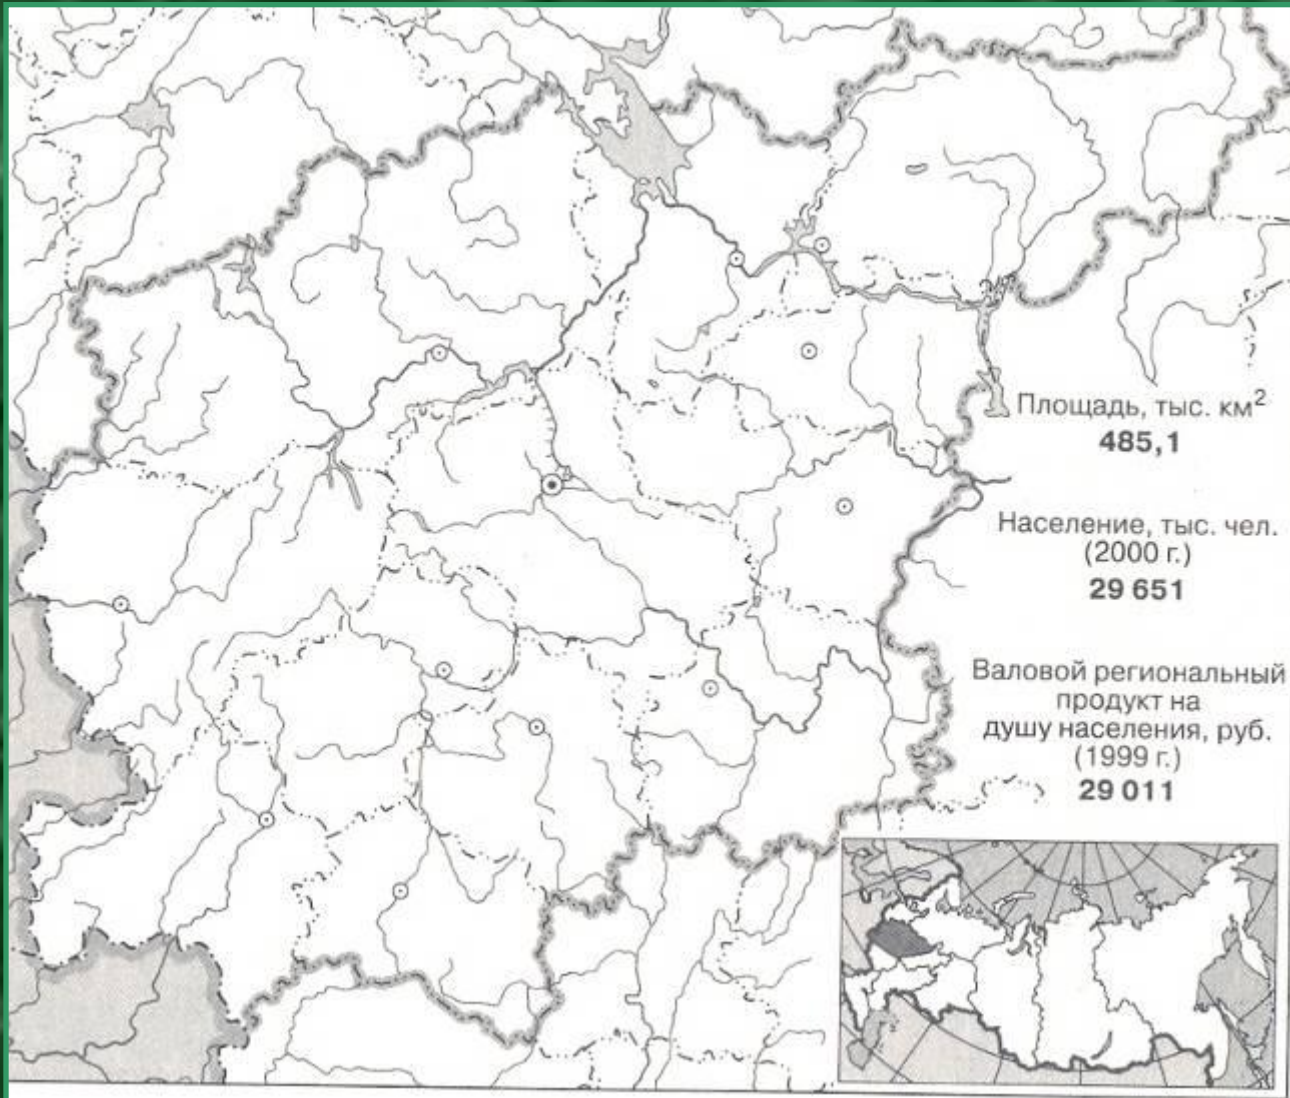 Площадь, тыс. км²
485,1
Население, тыс. чел.
(2000 г.)
29 651
Валовой региональный
продукт на
душу населения, руб.
(1999 г.)
29 011